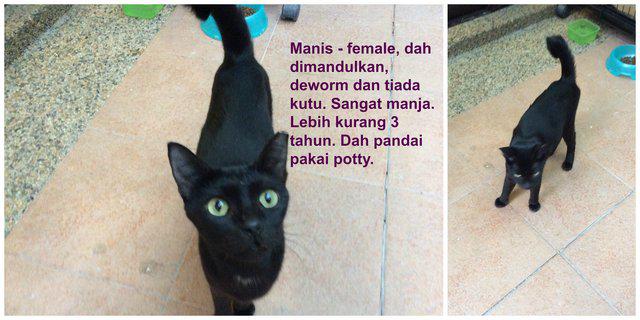 Manis - female, dah
dimandulkan,
deworm dan tiada
kutu. Sangat manja.
Lebih kurang 3
tahun. Dah pandai
pakai potty.